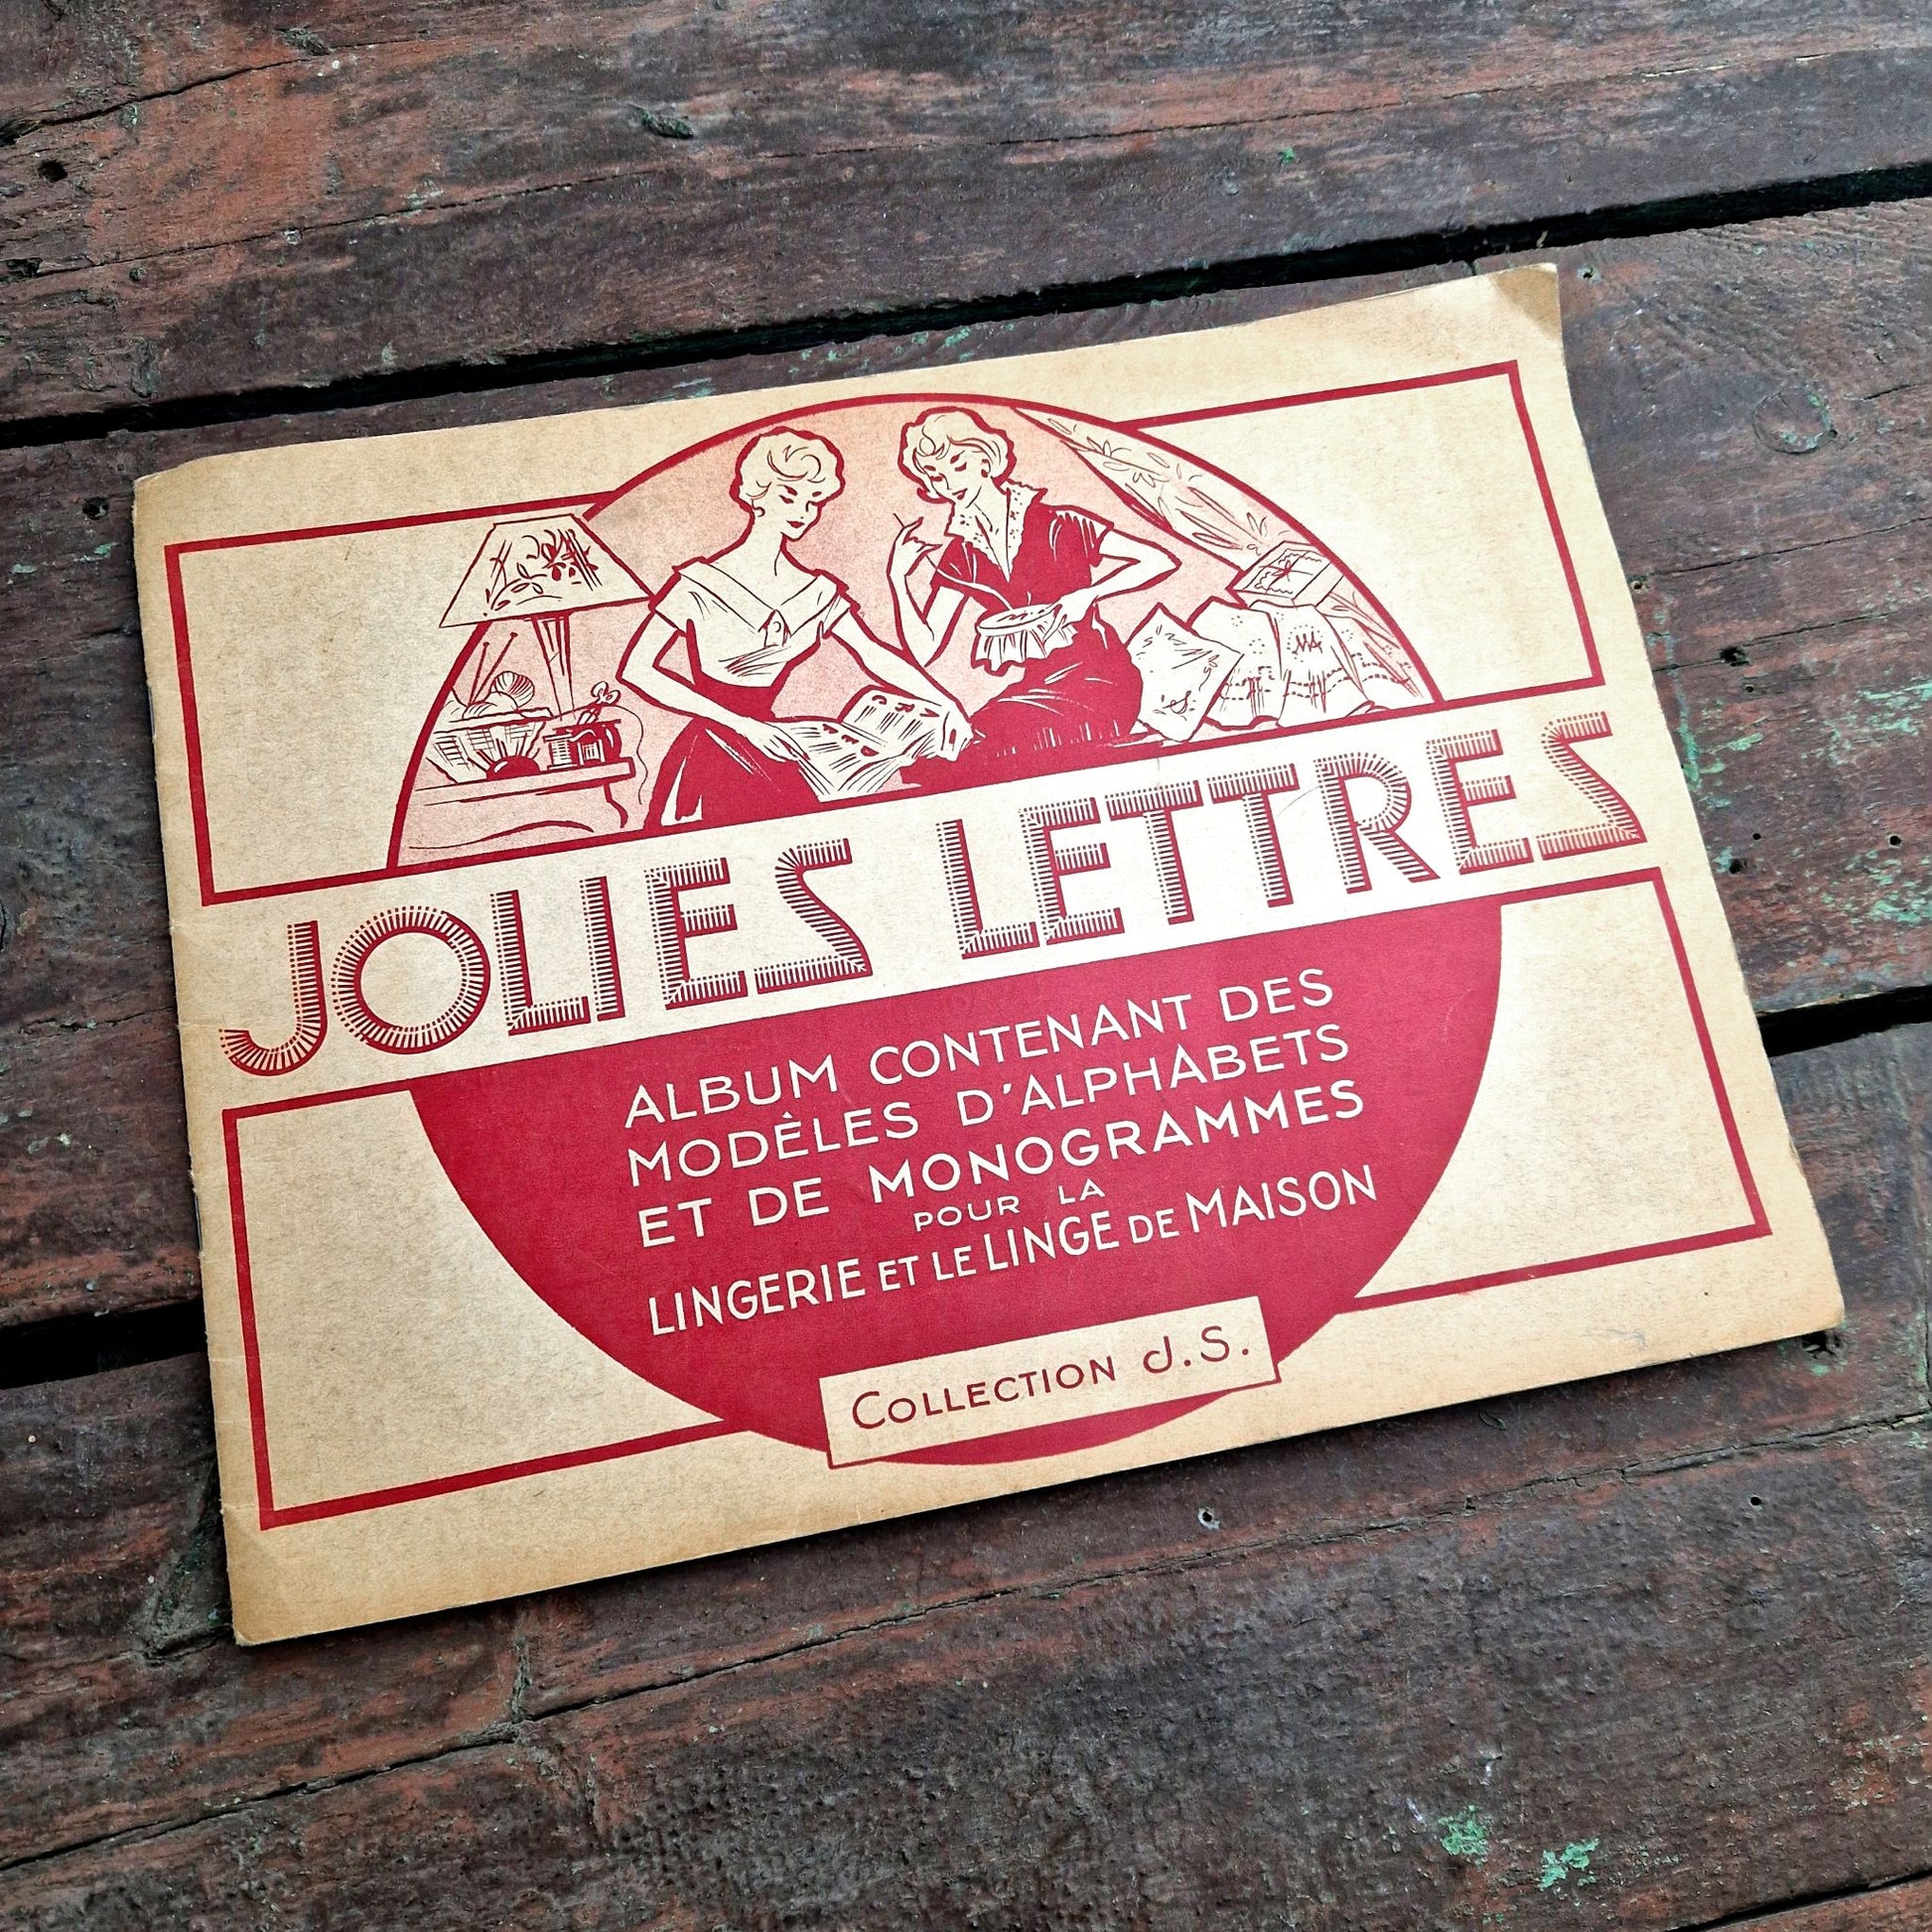 JOLIES LETTRES
ALBUM CONTENANT DES
MODÈLES D'ALPHABETS
ET DE MONOGRAMMES
POUR LA
LINGERIE ET LE LINGE DE MAISON
COLLECTION J.S.